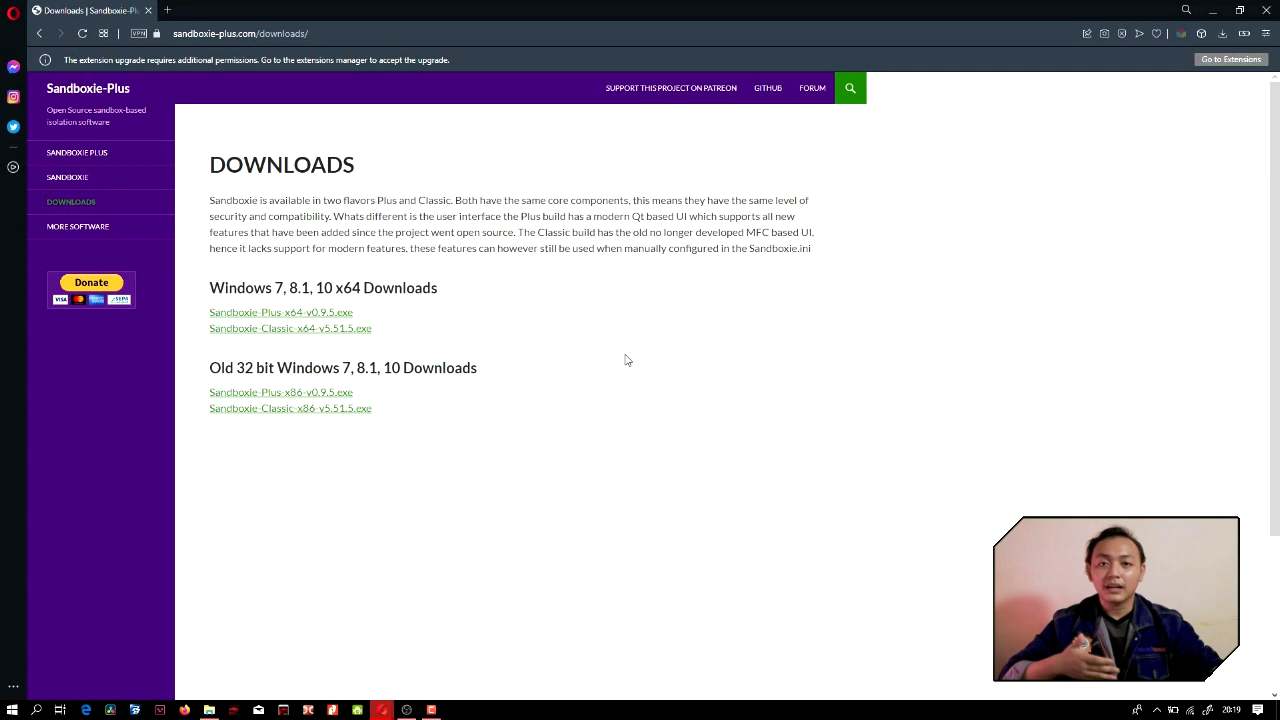 Downloads | Sandboxie-Plus
VPN
sandboxie-plus.com/downloads/
The extension upgrade requires additional permissions. Go to the extensions manager to accept the upgrade.
Go to Extensions
Sandboxie-Plus
SUPPORT THIS PROJECT ON PATREON
GITHUB
FORUM
Open Source sandbox-based
isolation software
SANDBOXIE PLUS
SANDBOXIE
DOWNLOADS
MORE SOFTWARE
Donate
VISA
SEPA
DOWNLOADS
Sandboxie is available in two flavors Plus and Classic. Both have the same core components, this means they have the same level of
security and compatibility. Whats different is the user interface the Plus build has a modern Qt based UI which supports all new
features that have been added since the project went open source. The Classic build has the old no longer developed MFC based UI,
hence it lacks support for modern features, these features can however still be used when manually configured in the Sandboxie.ini
Windows 7, 8.1, 10 x64 Downloads
Sandboxie-Plus-x64-v0.9.5.exe
Sandboxie-Classic-x64-v5.51.5.exe
Old 32 bit Windows 7, 8.1, 10 Downloads
Sandboxie-Plus-x86-v0.9.5.exe
Sandboxie-Classic-x86-v5.51.5.exe
20:19